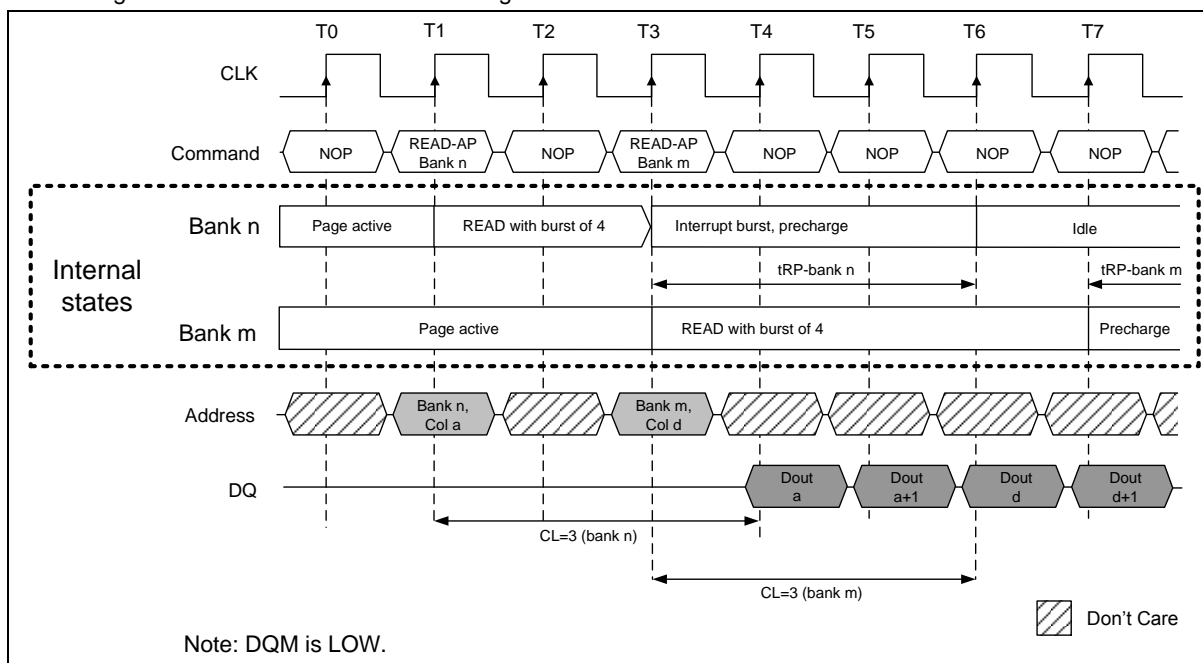 T0 T1 T2 T3 T4 T5 T6 T7
CLK
Command NOP READ-AP Bank n NOP READ-AP Bank m NOP NOP NOP NOP
Bank n Page active READ with burst of 4 Interrupt burst, precharge Idle
Internal states
tRP-bank n tRP-bank m
Bank m Page active READ with burst of 4 Precharge
Address Bank n, Col a Bank m, Col d
DQ Dout a Dout a+1 Dout d Dout d+1
CL=3 (bank n)
CL=3 (bank m)
Don't Care
Note: DQM is LOW.